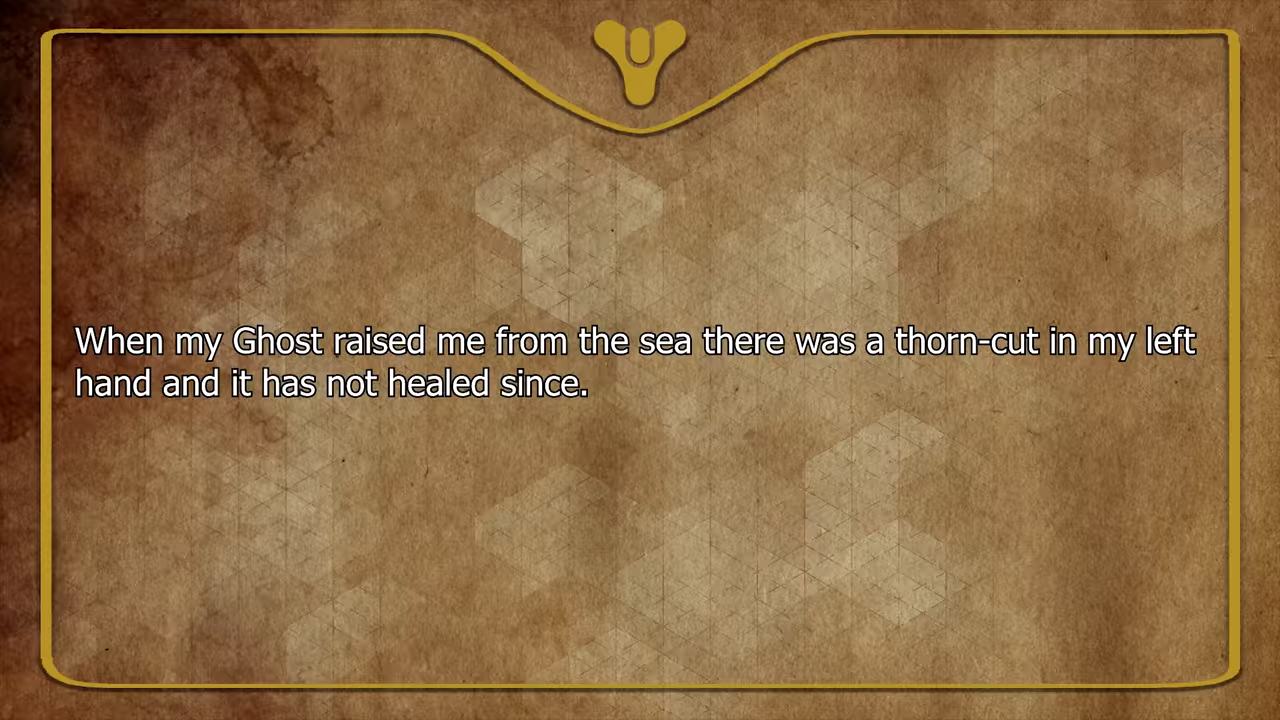 When my Ghost raised me from the sea there was a thorn-cut in my left
hand and it has not healed since.